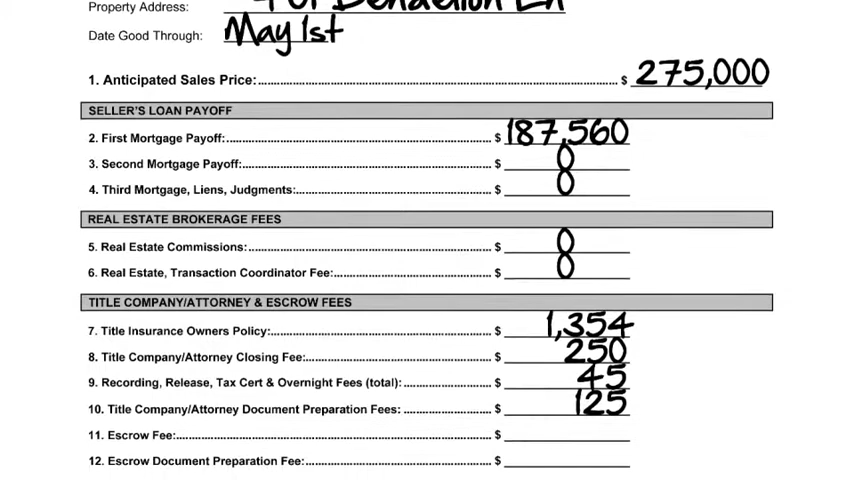 Property Address:
Date Good Through: May 1st
1. Anticipated Sales Price: $ 275,000
SELLER'S LOAN PAYOFF
2. First Mortgage Payoff: $ 187,560
3. Second Mortgage Payoff: $ 0
4. Third Mortgage, Liens, Judgments: $ 0
REAL ESTATE BROKERAGE FEES
5. Real Estate Commissions: $ 0
6. Real Estate, Transaction Coordinator Fee: $ 0
TITLE COMPANY/ATTORNEY & ESCROW FEES
7. Title Insurance Owners Policy: $ 1,354
8. Title Company/Attorney Closing Fee: $ 250
9. Recording, Release, Tax Cert & Overnight Fees (total): $ 45
10. Title Company/Attorney Document Preparation Fees: $ 125
11. Escrow Fee: $
12. Escrow Document Preparation Fee: $